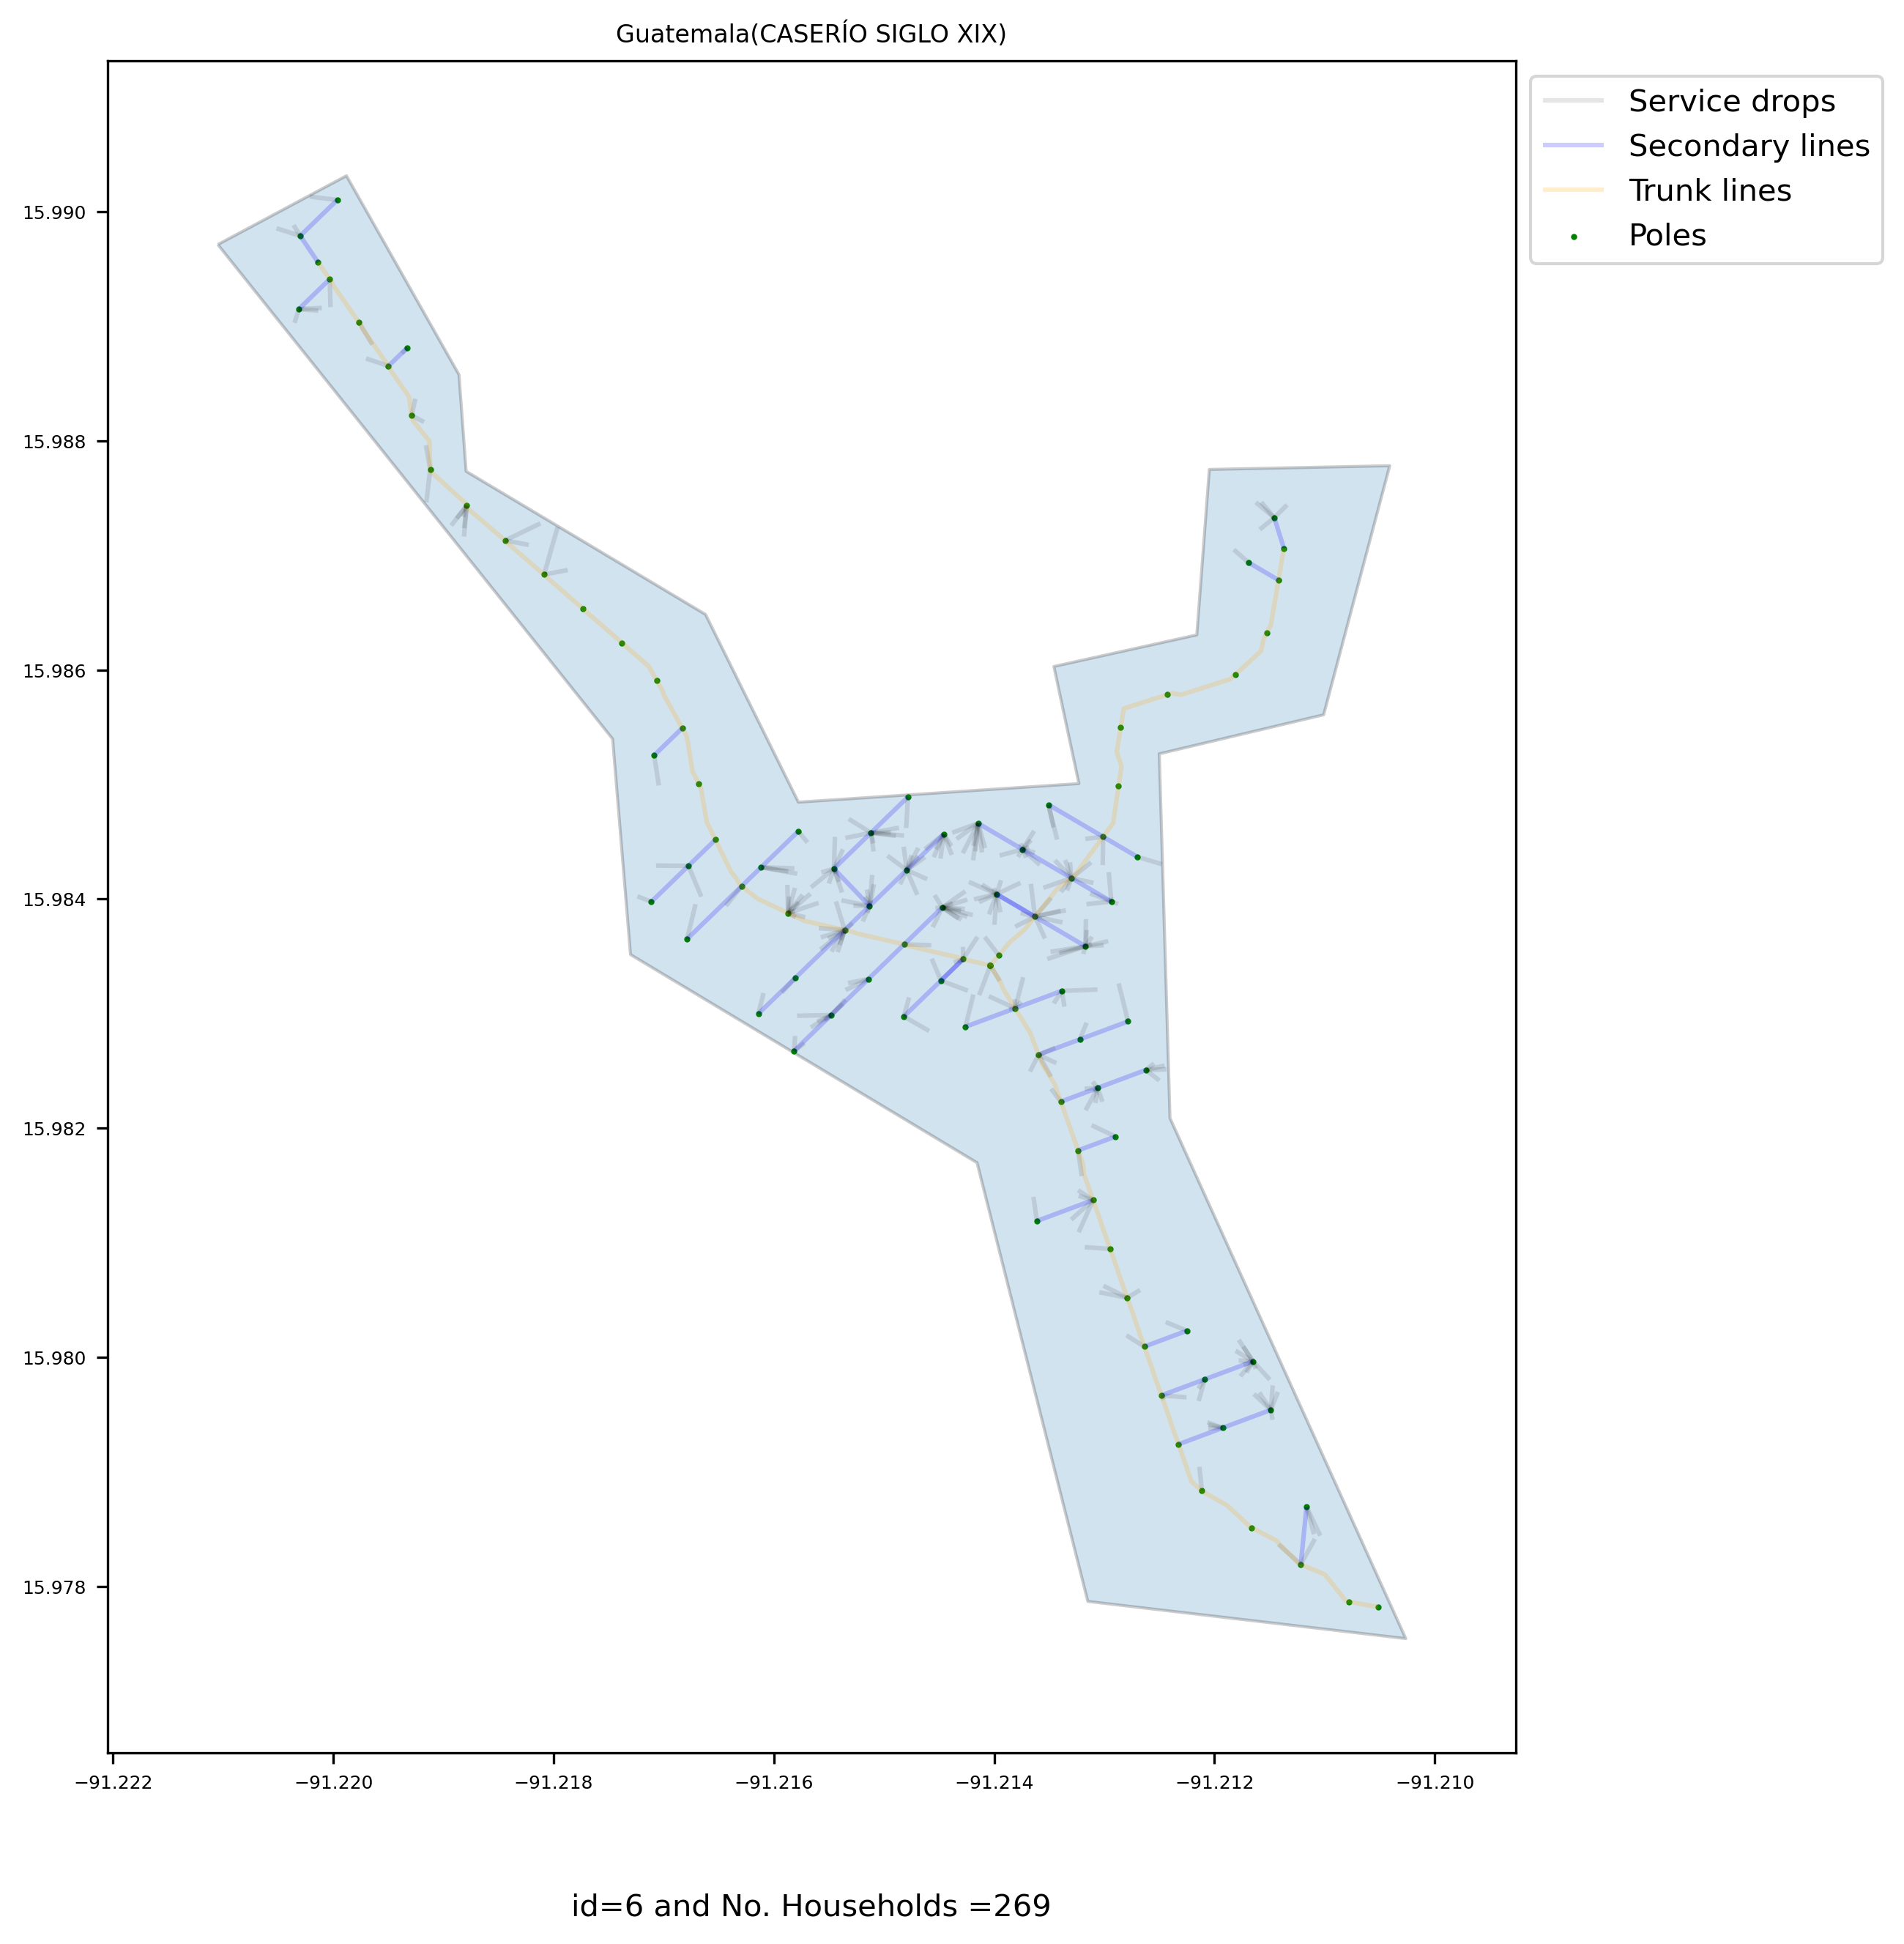 Guatemala(CASERÍO SIGLO XIX)
Service drops
Secondary lines
Trunk lines
Poles
15.990
15.988
15.986
15.984
15.982
15.980
15.978
−91.222 −91.220 −91.218 −91.216 −91.214 −91.212 −91.210
id=6 and No. Households =269